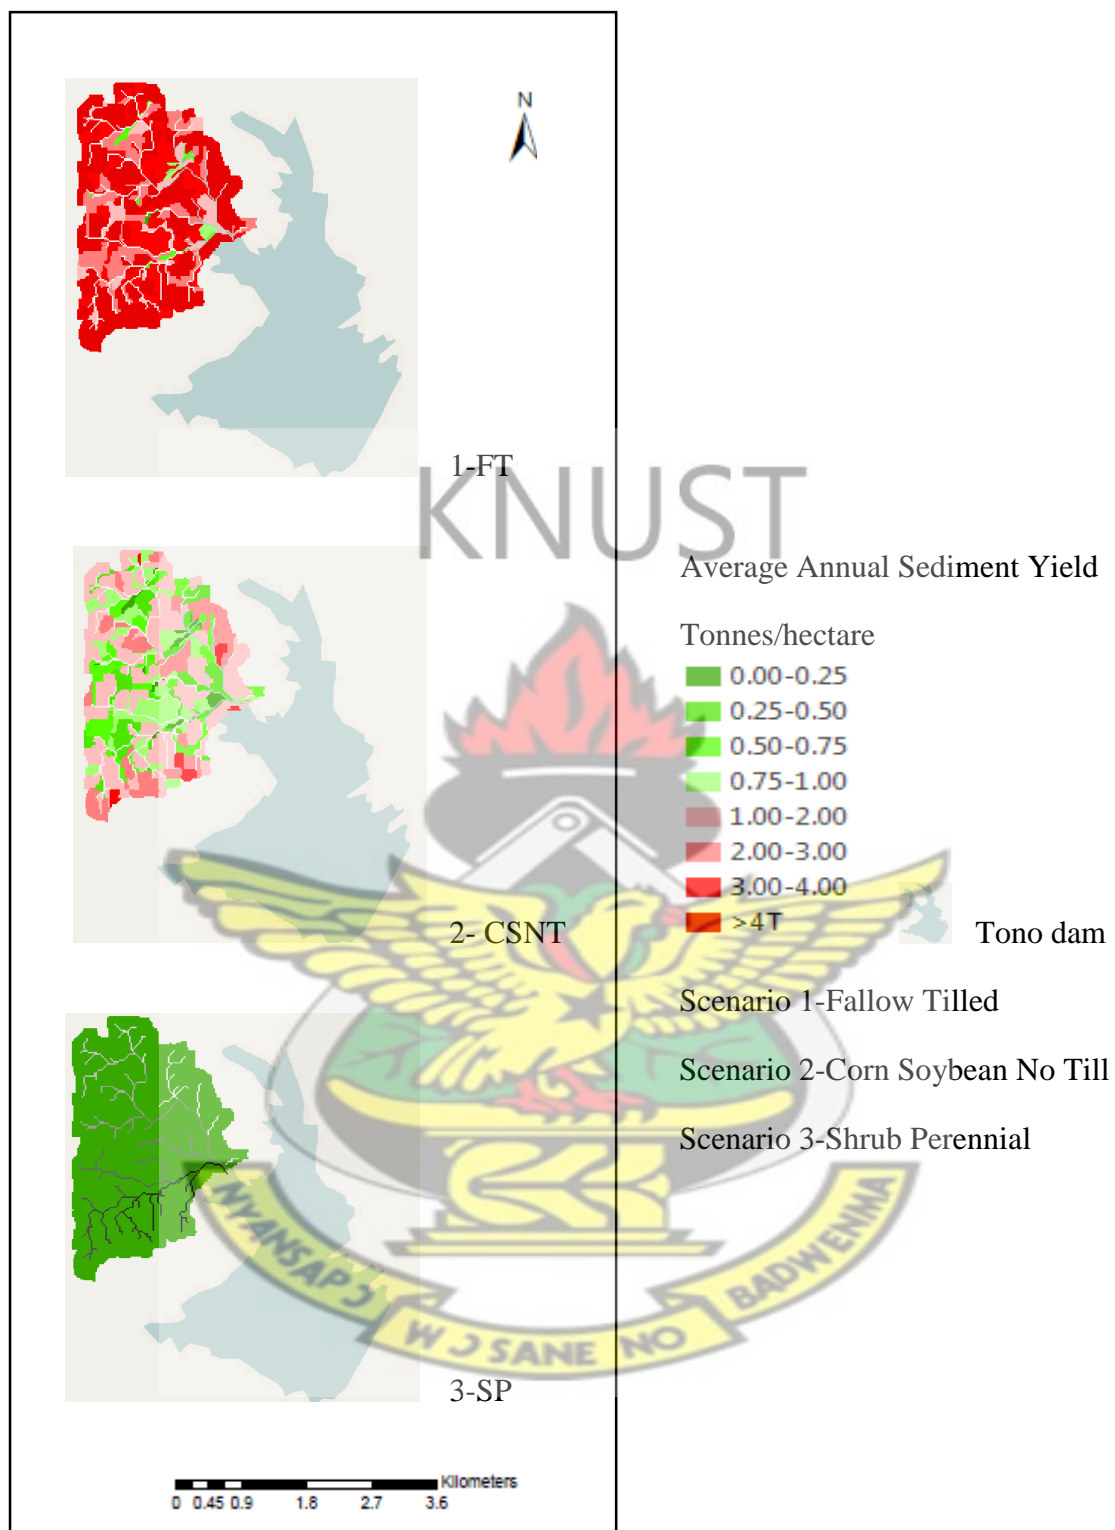 N
1-FT
KNUST
Average Annual Sediment Yield
Tonnes/hectare
0.00-0.25
0.25-0.50
0.50-0.75
0.75-1.00
1.00-2.00
2.00-3.00
3.00-4.00
>4T
2- CSNT
Tono dam
Scenario 1-Fallow Tilled
Scenario 2-Corn Soybean No Till
Scenario 3-Shrub Perennial
NYANSAPƆ WƆSANE NO BADWENMA
3-SP
Kilometers
0 0.45 0.9 1.8 2.7 3.6